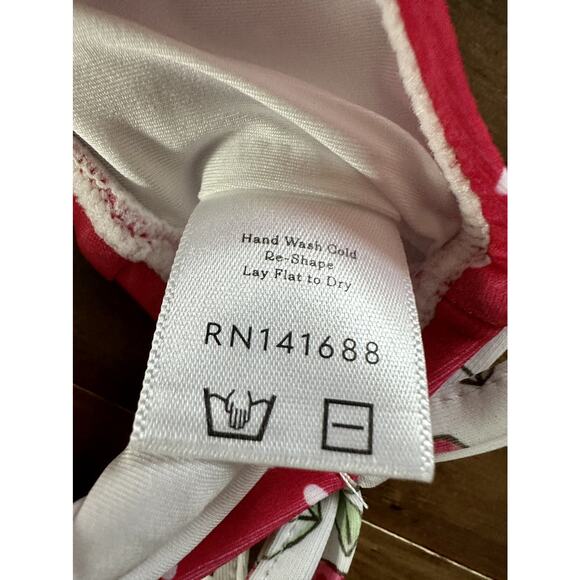 Hand Wash Cold
Re-Shape
Lay Flat to Dry
RN141688